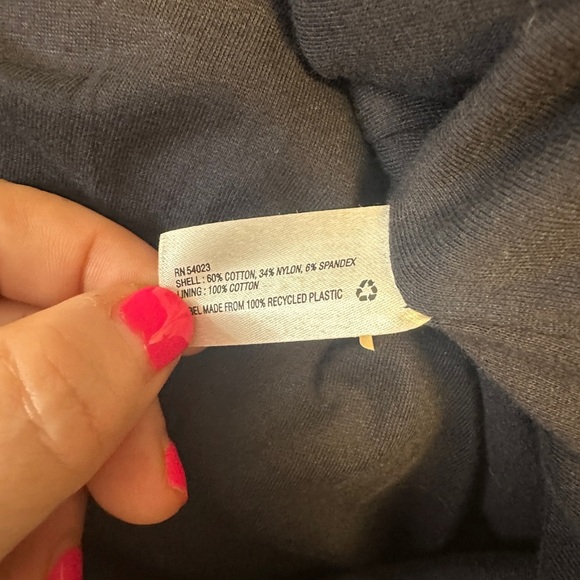 RN 54023
SHELL : 60% COTTON, 34% NYLON, 6% SPANDEX
LINING : 100% COTTON
MADE FROM 100% RECYCLED PLASTIC